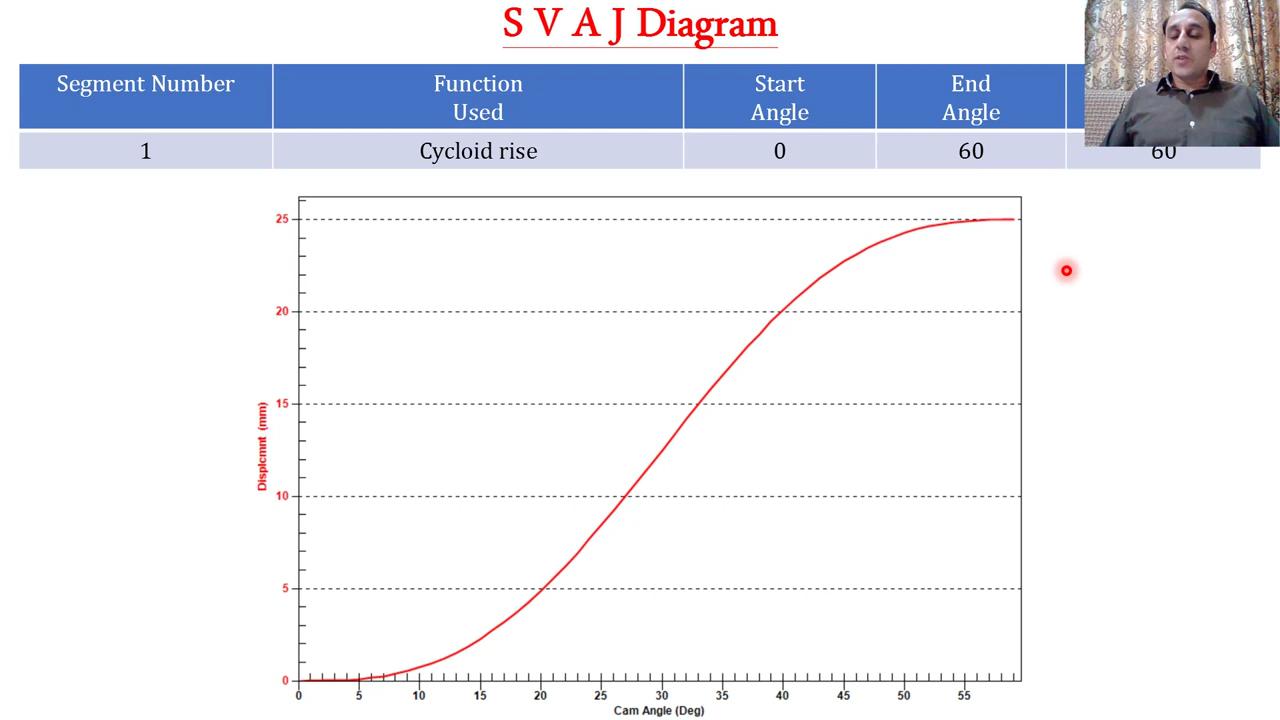 S V A J Diagram
Segment Number
Function
Used
Start
Angle
End
Angle
1
Cycloid rise
0
60
60
25
20
15
10
5
0
Displcmnt (mm)
0 5 10 15 20 25 30 35 40 45 50 55
Cam Angle (Deg)